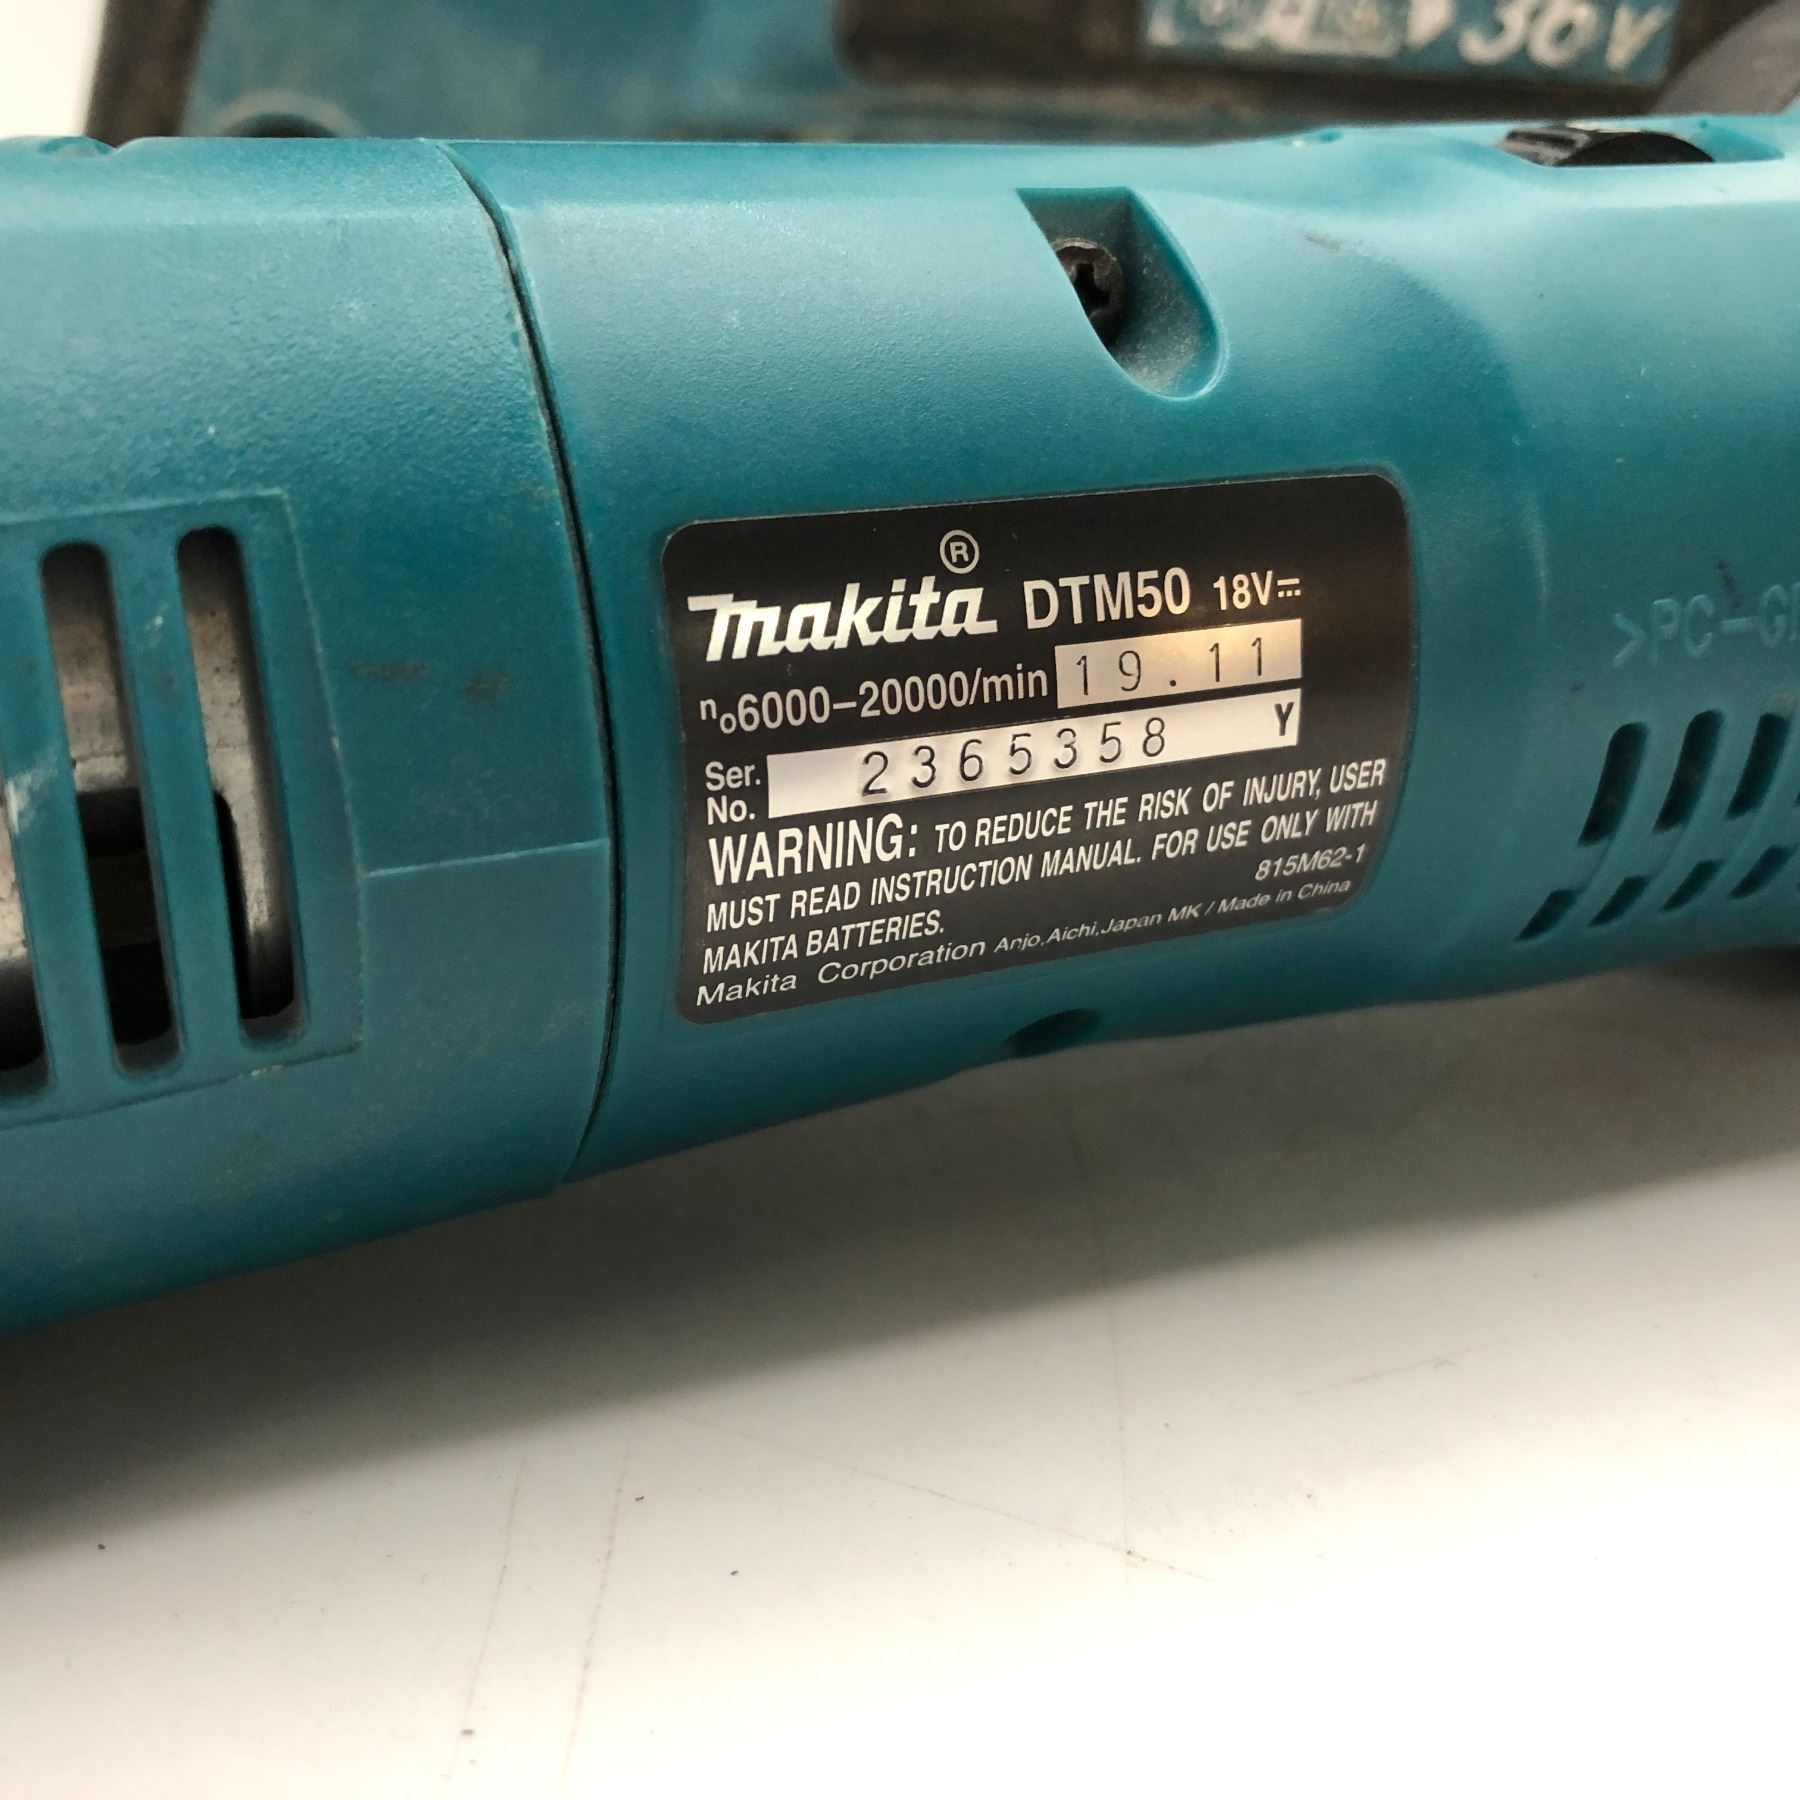 36V
makita® DTM50 18V⎓
n₀6000–20000/min 19.11
Ser. No. 2365358 Y
WARNING: TO REDUCE THE RISK OF INJURY, USER
MUST READ INSTRUCTION MANUAL. FOR USE ONLY WITH
MAKITA BATTERIES. 815M62-1
Makita Corporation Anjo, Aichi, Japan MK / Made in China
>PC-G